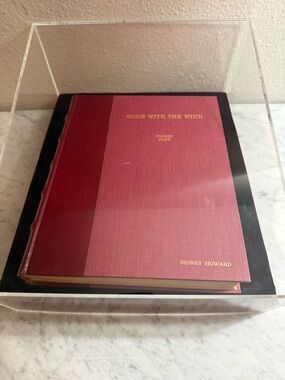 GONE WITH THE WIND
SCREEN
PLAY
SIDNEY HOWARD